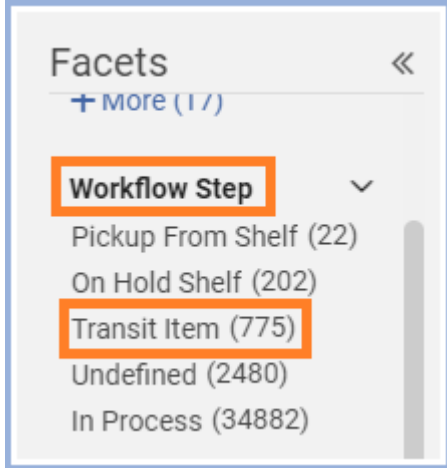 Facets «
+ More (17)
Workflow Step
Pickup From Shelf (22)
On Hold Shelf (202)
Transit Item (775)
Undefined (2480)
In Process (34882)